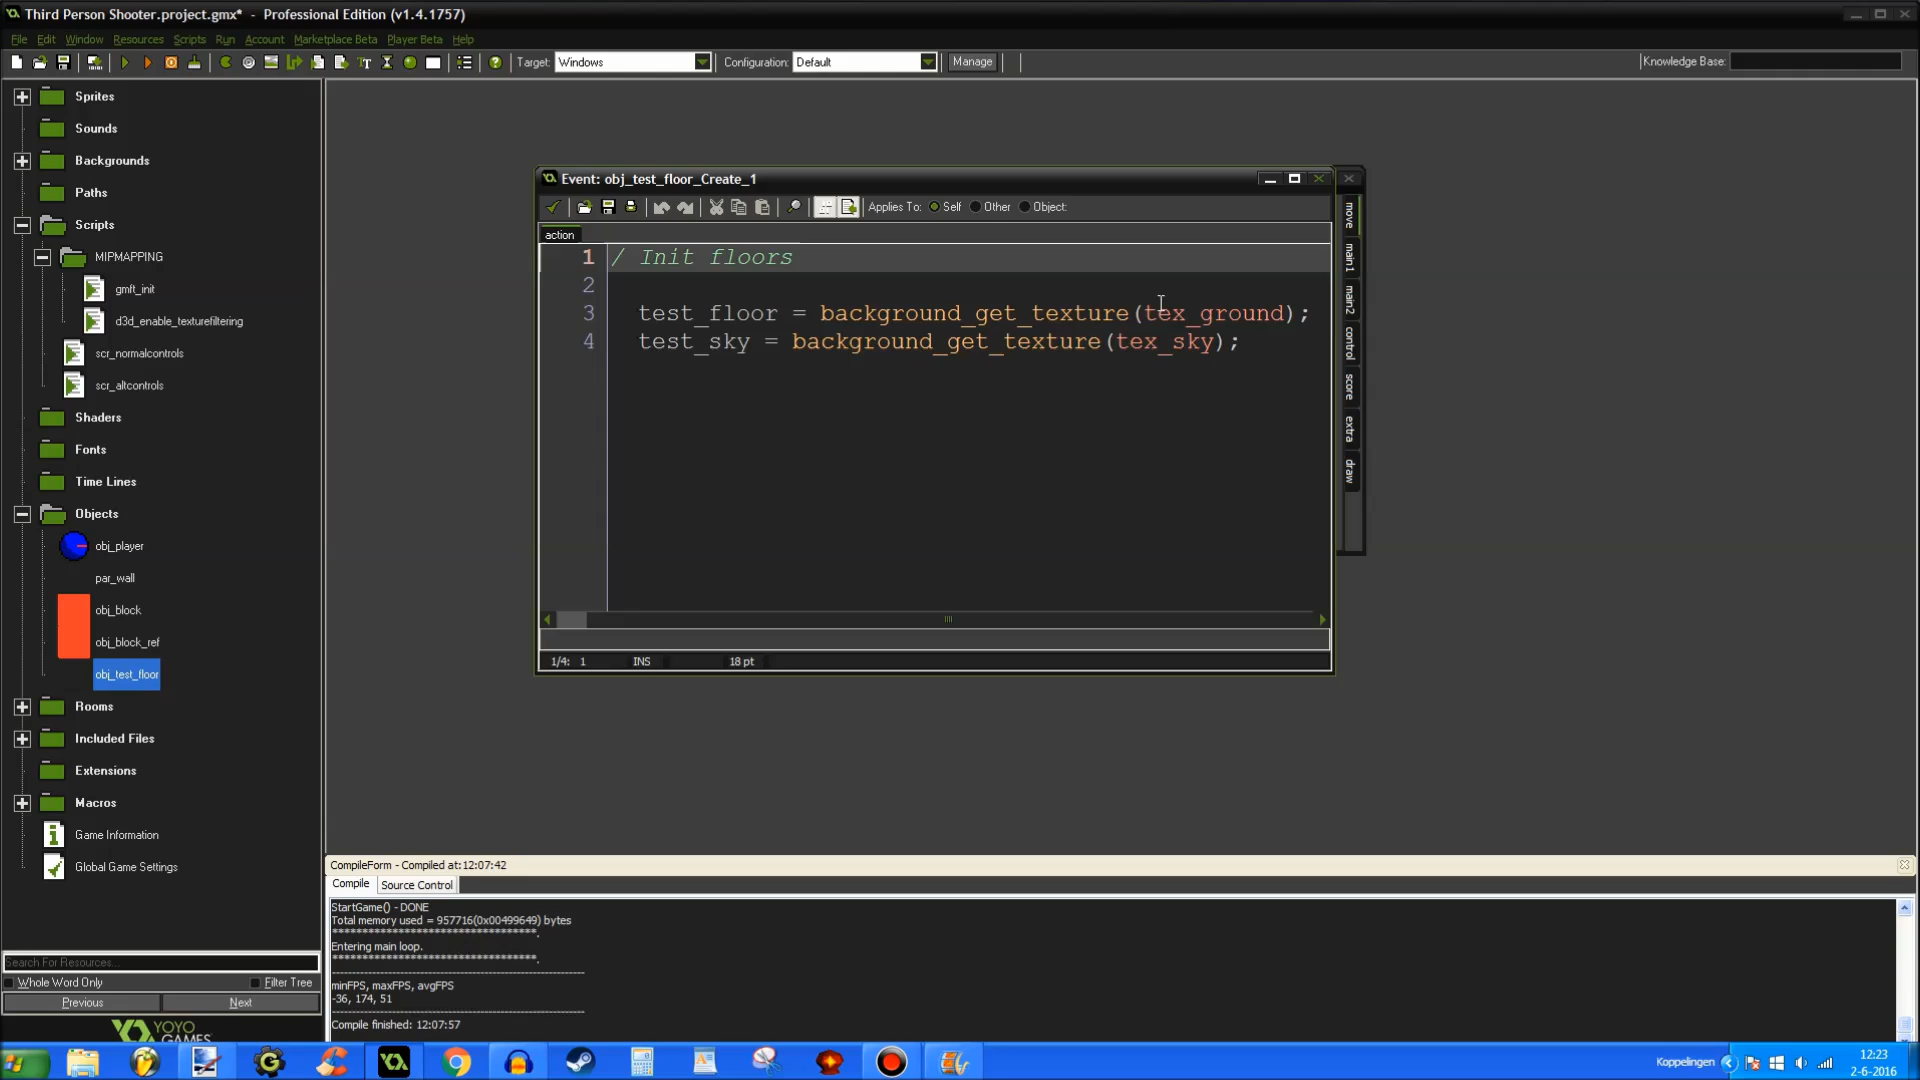 Third Person Shooter.project.gmx* - Professional Edition (v1.4.1757)
File Edit Window Resources Scripts Run Account Marketplace Beta Player Beta Help
Target: Windows Configuration: Default Manage Knowledge Base:
Sprites
Sounds
Backgrounds
Paths
Scripts
MIPMAPPING
gmft_init
d3d_enable_texturefiltering
scr_normalcontrols
scr_altcontrols
Shaders
Fonts
Time Lines
Objects
obj_player
par_wall
obj_block
obj_block_ref
obj_test_floor
Rooms
Included Files
Extensions
Macros
Game Information
Global Game Settings
Search For Resources...
Whole Word Only Filter Tree
Previous Next
YOYO
GAMES
Event: obj_test_floor_Create_1
Applies To: Self Other Object:
action
1 / Init floors
2
3 test_floor = background_get_texture(tex_ground);
4 test_sky = background_get_texture(tex_sky);
1/4: 1 INS 18 pt
move
main1
main2
control
score
extra
draw
CompileForm - Compiled at:12:07:42
Compile Source Control
StartGame() - DONE
Total memory used = 957716(0x00499649) bytes
***********************************.
Entering main loop.
***********************************.
---------------------------------------------------------------
minFPS, maxFPS, avgFPS
-36, 174, 51
---------------------------------------------------------------
Compile finished: 12:07:57
Koppelingen
12:23
2-6-2016